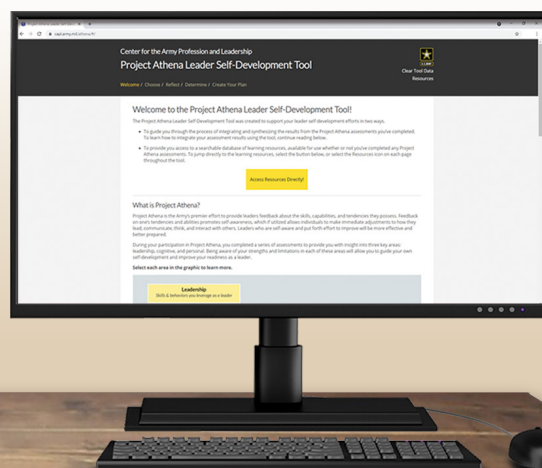 capl.army.mil/athena/#/
Center for the Army Profession and Leadership
Project Athena Leader Self-Development Tool
Clear Tool Data
Resources
Welcome / Choose / Reflect / Determine / Create Your Plan
Welcome to the Project Athena Leader Self-Development Tool!
The Project Athena Leader Self-Development Tool was created to support your leader self-development efforts in two ways.
• To guide you through the process of integrating and synthesizing the results from the Project Athena assessments you've completed.
To learn how to integrate your assessment results using the tool, continue reading below.
• To provide you access to a searchable database of learning resources, available for use whether or not you've completed any Project
Athena assessments. To jump directly to the learning resources, select the button below, or select the Resources icon on each page
throughout the tool.
Access Resources Directly!
What is Project Athena?
Project Athena is the Army's premier effort to provide leaders feedback about the skills, capabilities, and tendencies they possess. Feedback
on one's tendencies and abilities promotes self-awareness, which if utilized allows individuals to make immediate adjustments to how they
lead, communicate, think, and interact with others. Leaders who are self-aware and put forth effort to improve will be more effective and
better prepared.
During your participation in Project Athena, you completed a series of assessments to provide you with insight into three key areas:
leadership, cognitive, and personal. Being aware of your strengths and limitations in each of these areas will allow you to guide your own
self development and improve your readiness as a leader.
Select each area in the graphic to learn more.
Leadership
Skills & behaviors you leverage as a leader